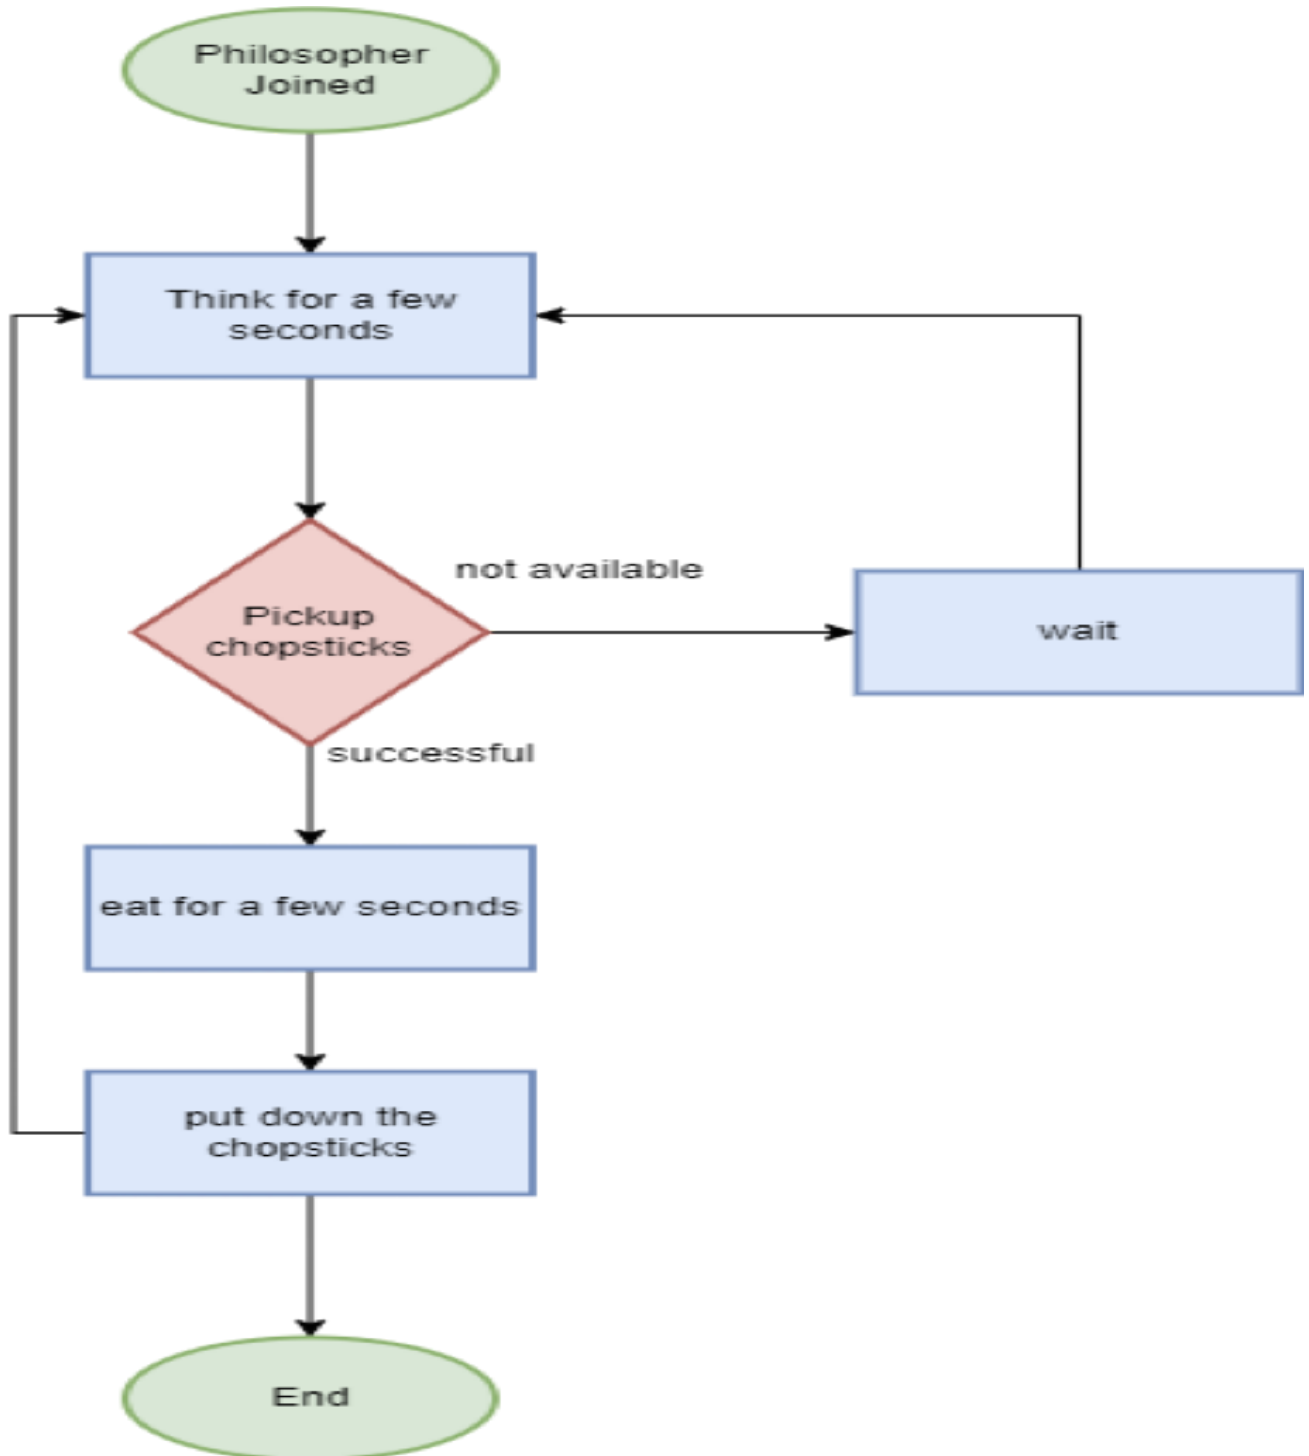 Philosopher
Joined
Think for a few
seconds
not available
Pickup
chopsticks
wait
successful
eat for a few seconds
put down the
chopsticks
End